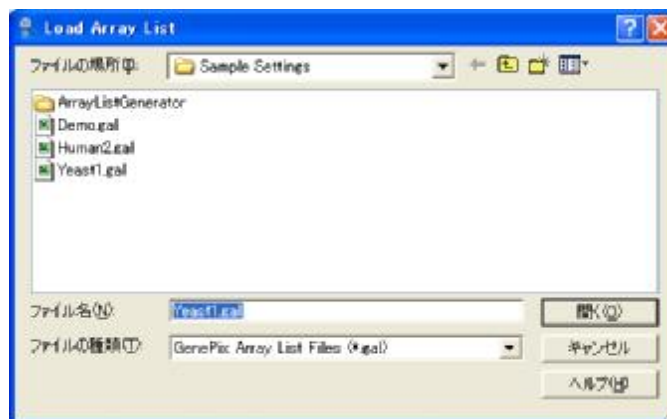 Load Array List
ファイルの場所(I):
Sample Settings
ArrayListGenerator
Demo.gal
Human2.gal
Yeast1.gal
ファイル名(N):
Yeast1.gal
開く(O)
ファイルの種類(T):
GenePix Array List Files (*.gal)
キャンセル
ヘルプ(H)